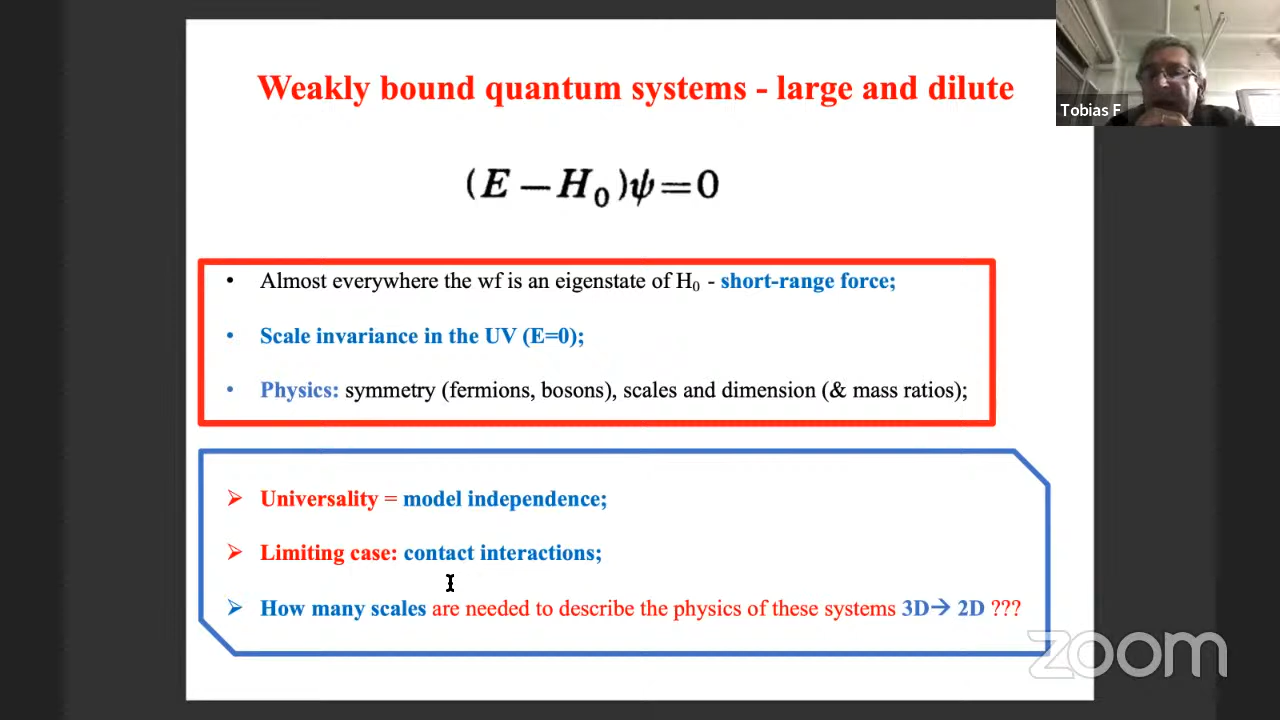 Weakly bound quantum systems - large and dilute
Tobias F
(E – H₀)ψ=0
• Almost everywhere the wf is an eigenstate of H₀ - short-range force;
• Scale invariance in the UV (E=0);
• Physics: symmetry (fermions, bosons), scales and dimension (& mass ratios);
➢ Universality = model independence;
➢ Limiting case: contact interactions;
➢ How many scales are needed to describe the physics of these systems 3D→ 2D ???
zoom